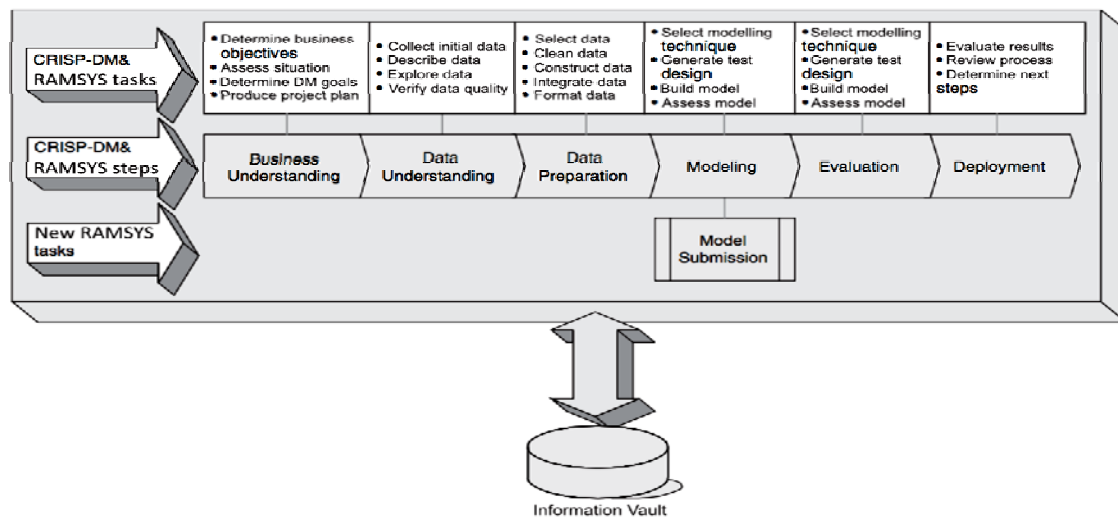 CRISP-DM&
RAMSYS tasks
• Determine business
objectives
• Assess situation
• Determine DM goals
• Produce project plan
• Collect initial data
• Describe data
• Explore data
• Verify data quality
• Select data
• Clean data
• Construct data
• Integrate data
• Format data
• Select modelling
technique
• Generate test
design
• Build model
• Assess model
• Select modelling
technique
• Generate test
design
• Build model
• Assess model
• Evaluate results
• Review process
• Determine next
steps
CRISP-DM&
RAMSYS steps
Business
Understanding
Data
Understanding
Data
Preparation
Modeling
Evaluation
Deployment
New RAMSYS
tasks
Model
Submission
Information Vault